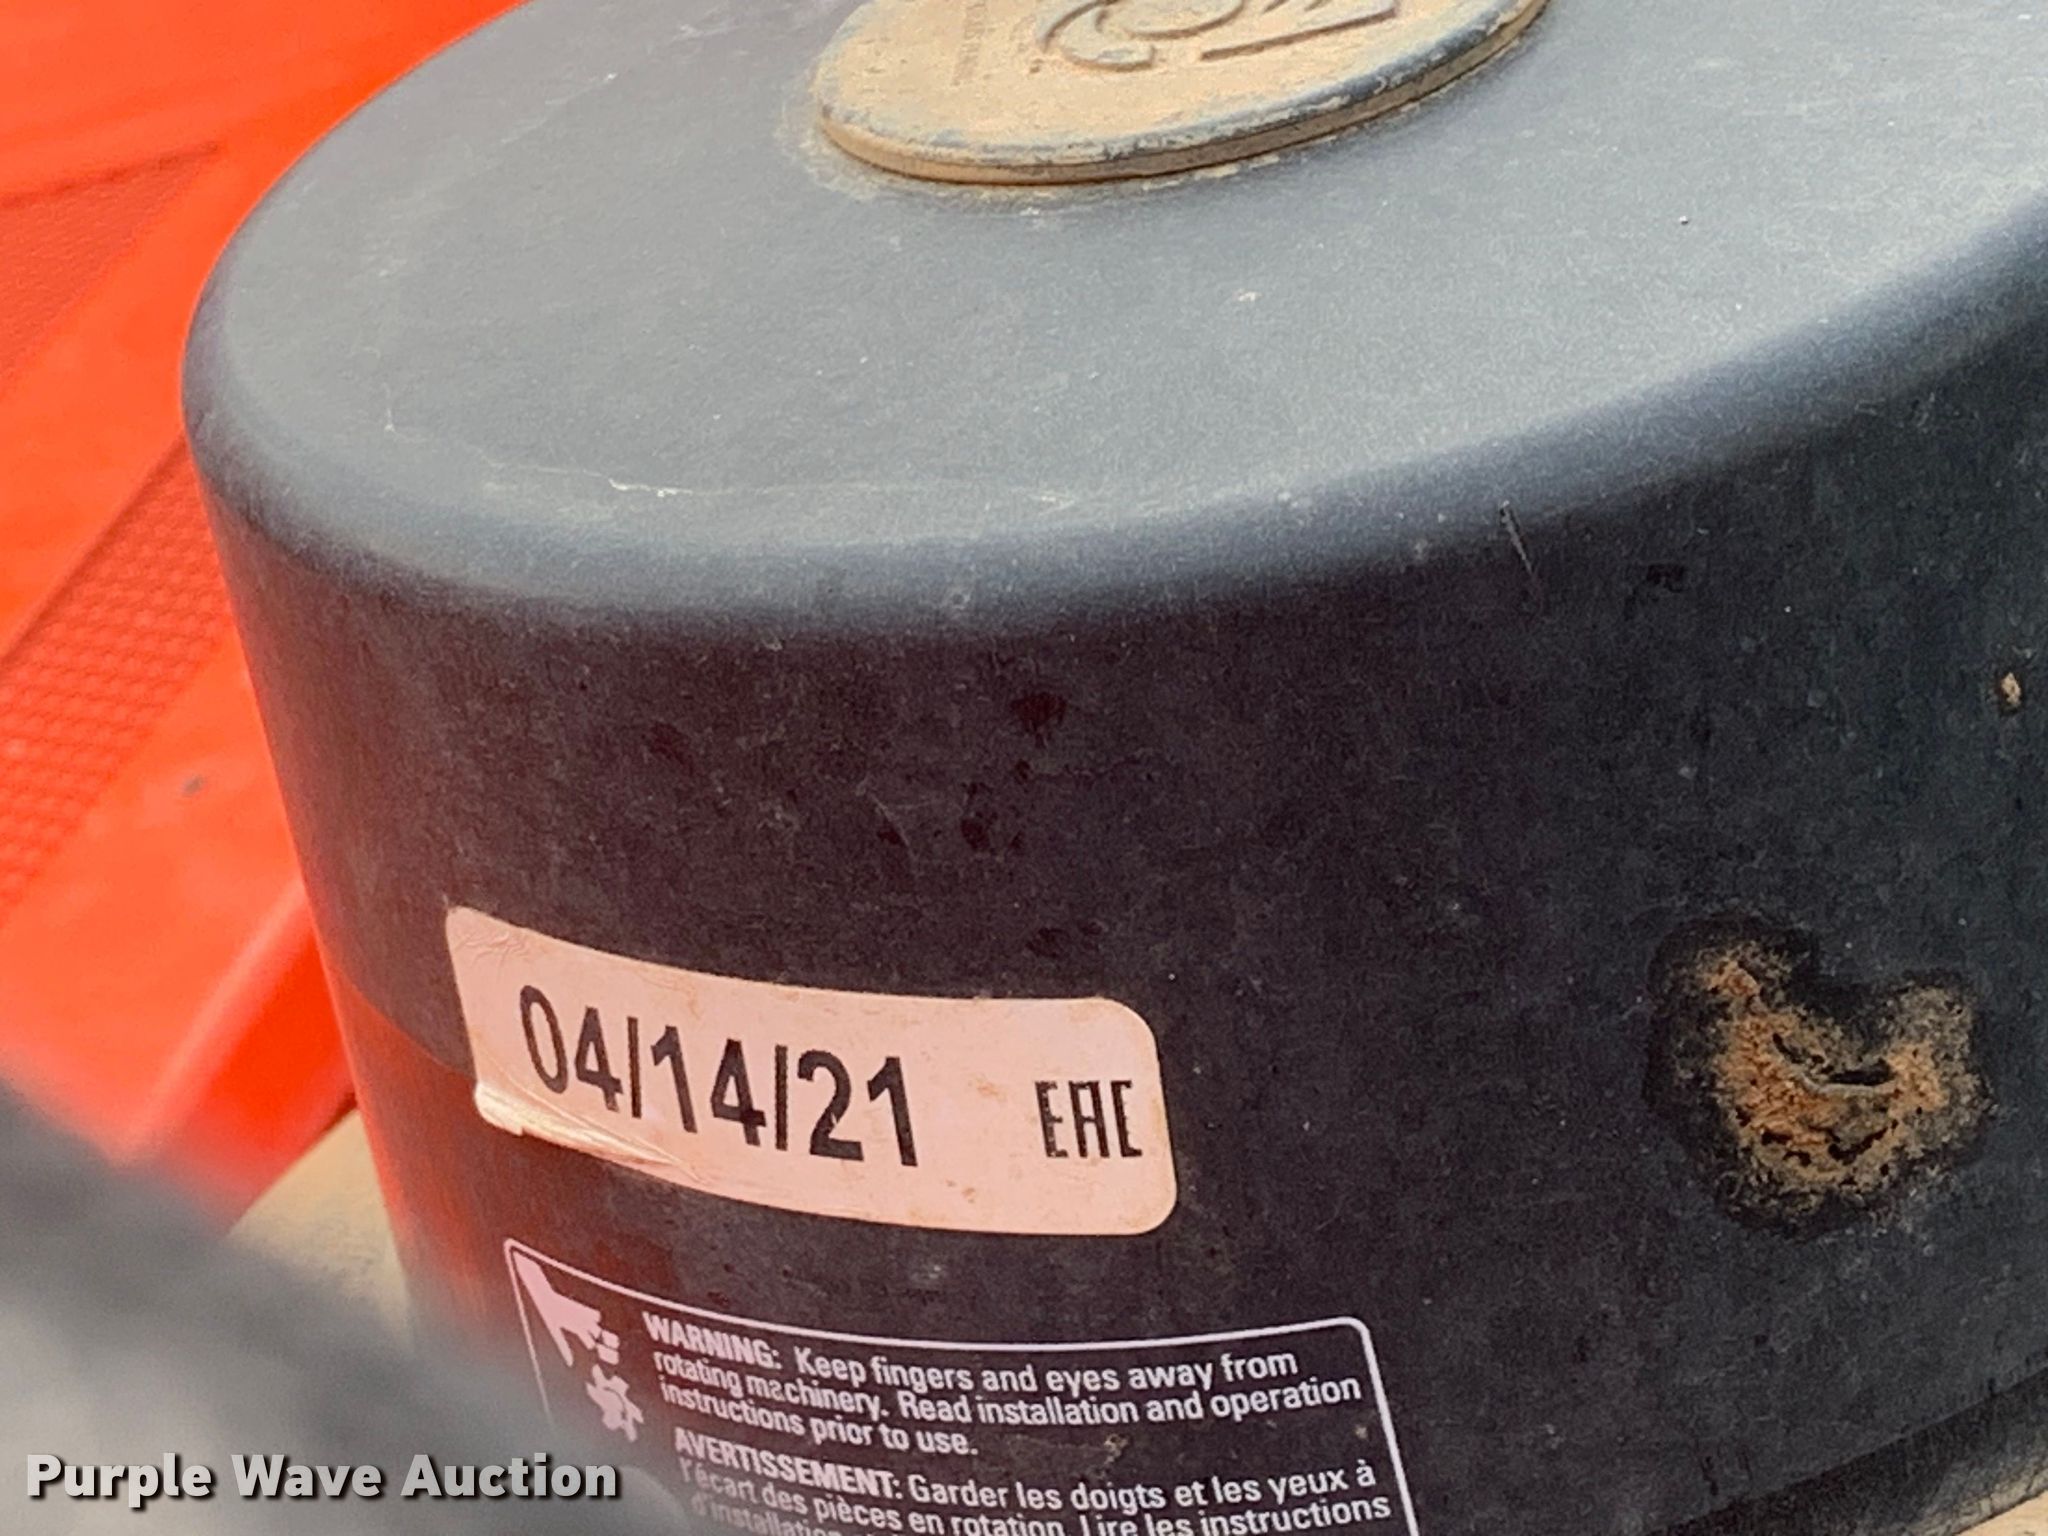 04/14/21 EAC
WARNING: Keep fingers and eyes away from
rotating machinery. Read installation and operation
instructions prior to use.
AVERTISSEMENT: Garder les doigts et les yeux à
l'écart des pièces en rotation. Lire les instructions
d'installation
Purple Wave Auction